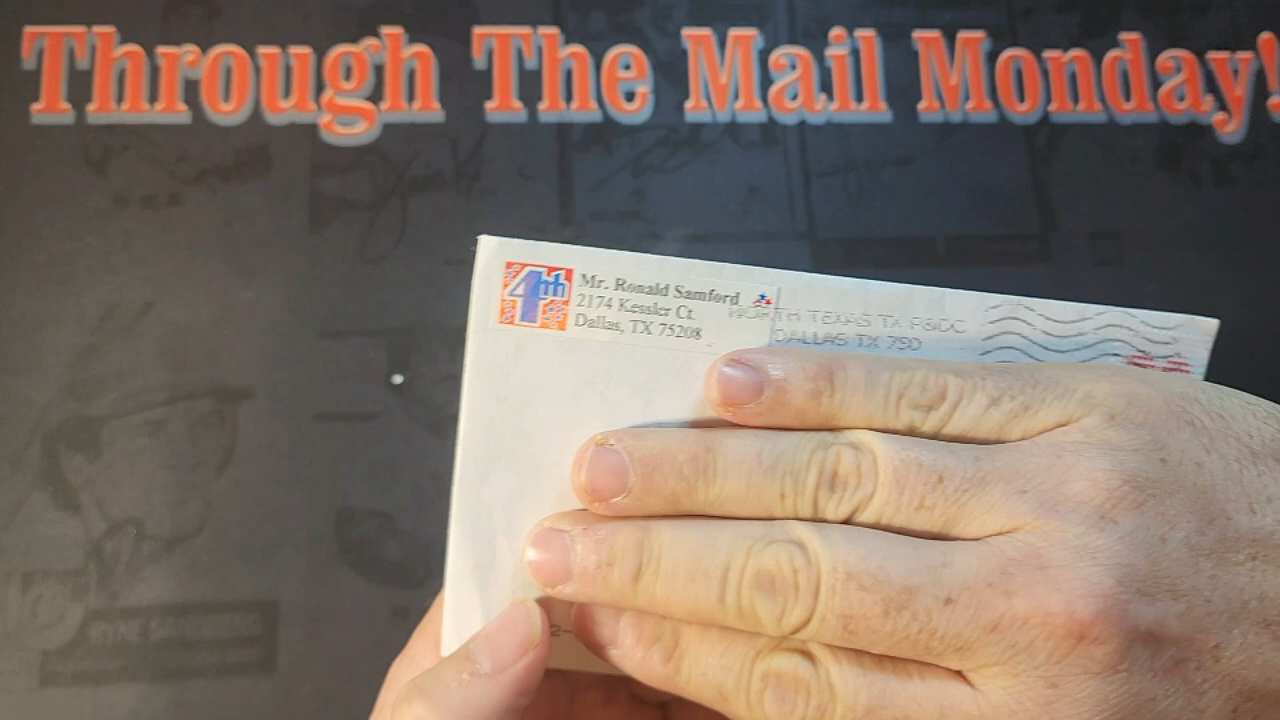 Through The Mail Monday!
4th
Mr. Ronald Samford
2174 Kessler Ct.
Dallas, TX 75208
NORTH TEXAS TX P&DC
DALLAS TX 750
RYNE SANDBERG
2-